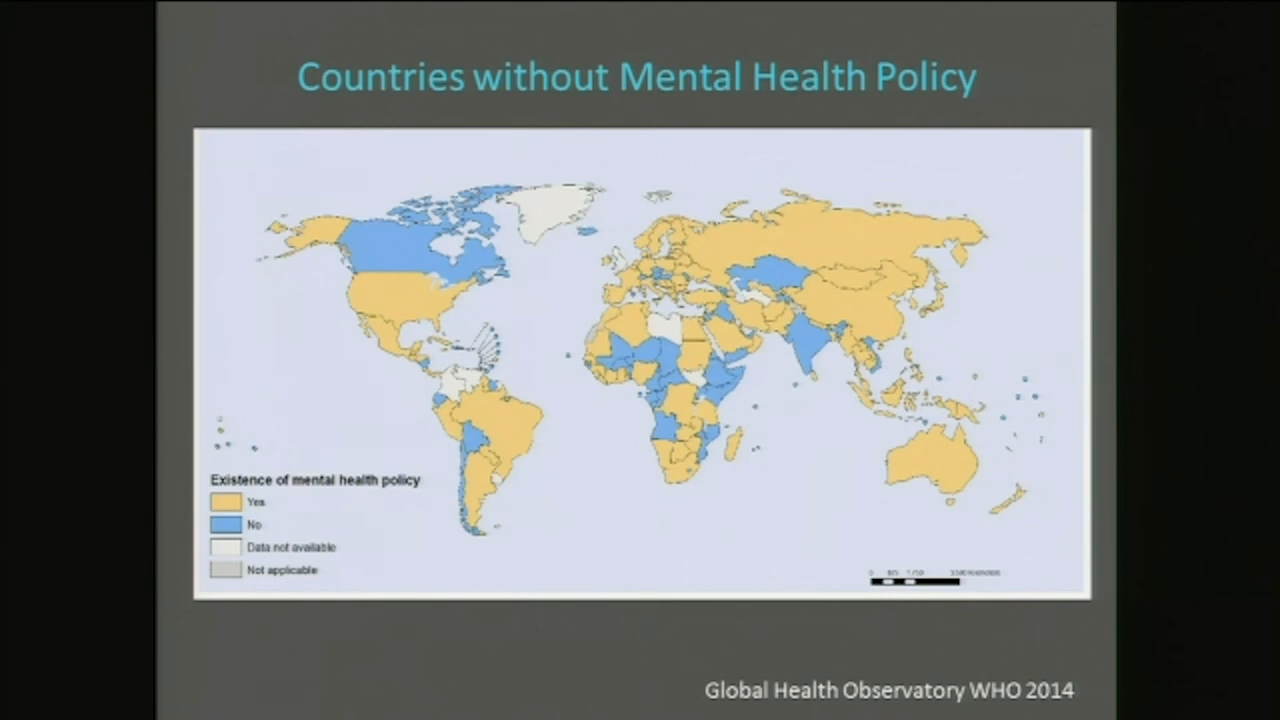 Countries without Mental Health Policy
Existence of mental health policy
Yes
No
Data not available
Not applicable
Global Health Observatory WHO 2014